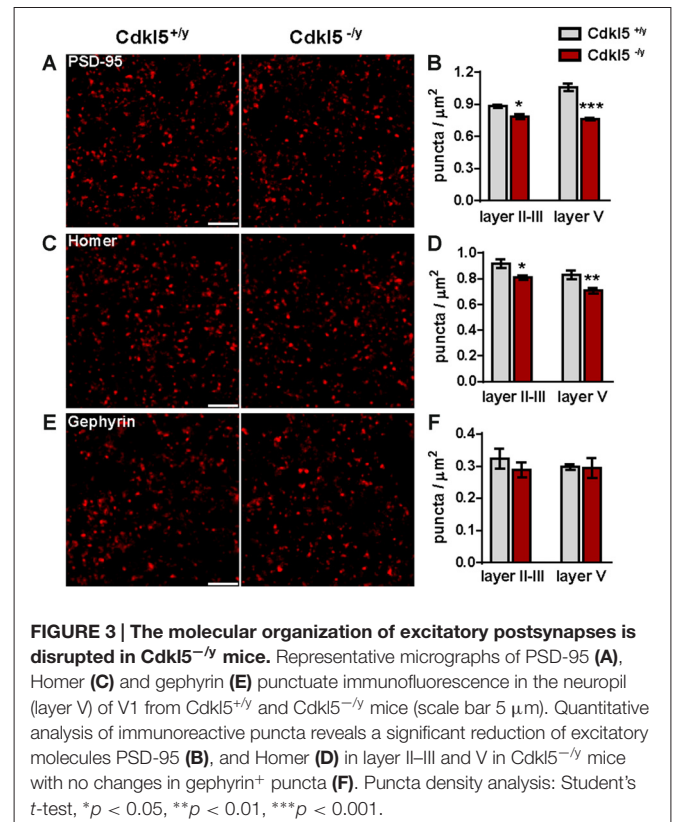 Cdkl5+/y Cdkl5 -/y
A PSD-95
B
Cdkl5 +/y
Cdkl5 -/y
puncta / μm2
1.2
0.9
0.6
0.3
0.0
* ***
layer II-III layer V
C Homer
D
puncta / μm2
1.0
0.8
0.6
0.4
0.2
0.0
* **
layer II-III layer V
E Gephyrin
F
puncta / μm2
0.4
0.3
0.2
0.1
0.0
layer II-III layer V
FIGURE 3 | The molecular organization of excitatory postsynapses is
disrupted in Cdkl5−/y mice. Representative micrographs of PSD-95 (A),
Homer (C) and gephyrin (E) punctuate immunofluorescence in the neuropil
(layer V) of V1 from Cdkl5+/y and Cdkl5−/y mice (scale bar 5 μm). Quantitative
analysis of immunoreactive puncta reveals a significant reduction of excitatory
molecules PSD-95 (B), and Homer (D) in layer II–III and V in Cdkl5−/y mice
with no changes in gephyrin+ puncta (F). Puncta density analysis: Student's
t-test, *p < 0.05, **p < 0.01, ***p < 0.001.